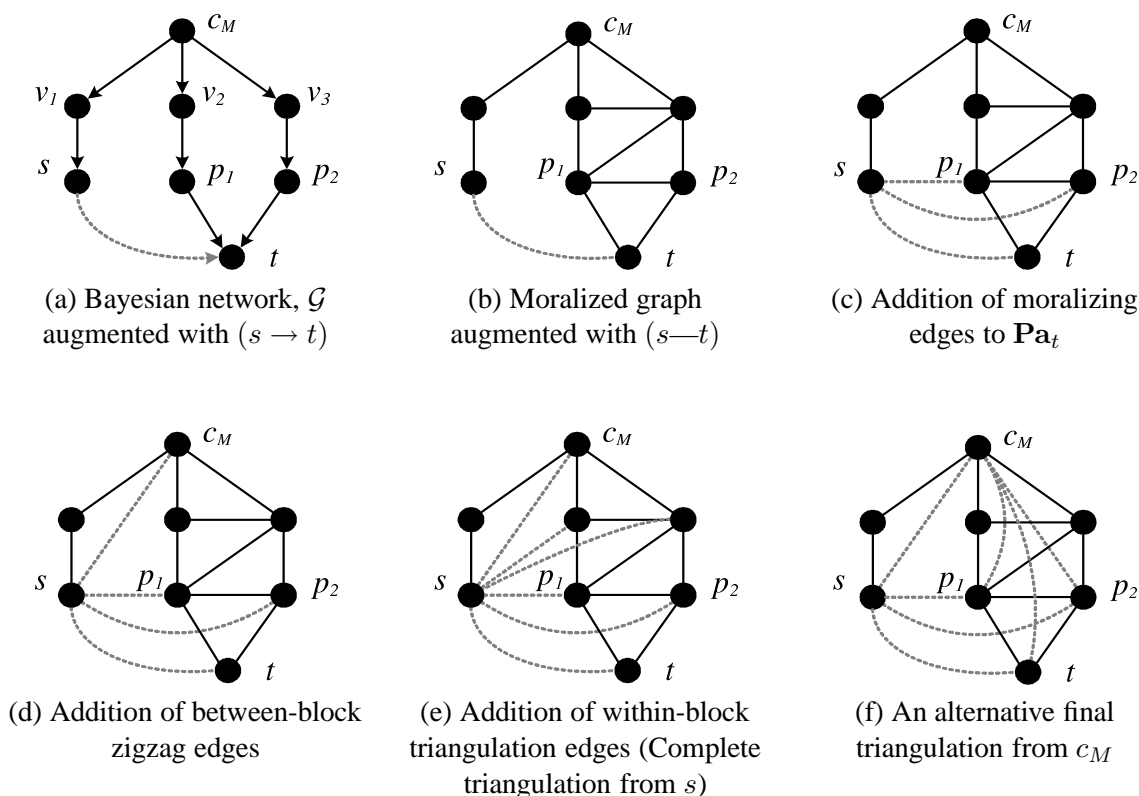 c_M
v_1 v_2 v_3
s p_1 p_2
t
(a) Bayesian network, 𝒢
augmented with (s → t)
c_M
s p_1 p_2
t
(b) Moralized graph
augmented with (s—t)
c_M
s p_1 p_2
t
(c) Addition of moralizing
edges to Pa_t
c_M
s p_1 p_2
t
(d) Addition of between-block
zigzag edges
c_M
s p_1 p_2
t
(e) Addition of within-block
triangulation edges (Complete
triangulation from s)
c_M
s p_1 p_2
t
(f) An alternative final
triangulation from c_M